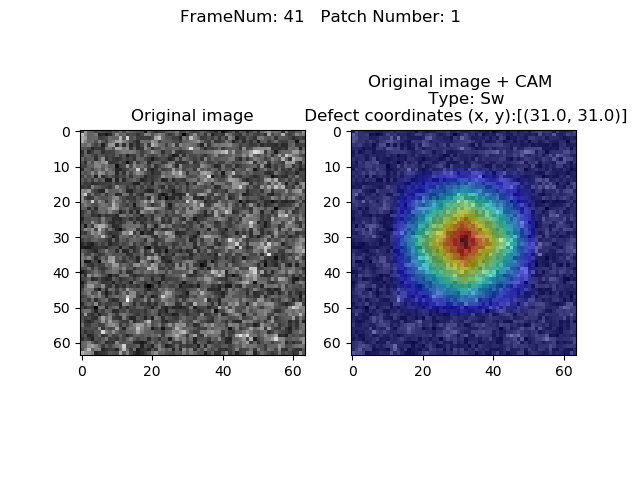 FrameNum: 41   Patch Number: 1
Original image
0
10
20
30
40
50
60
0 20 40 60
Original image + CAM
Type: Sw
Defect coordinates (x, y):[(31.0, 31.0)]
0
10
20
30
40
50
60
0 20 40 60